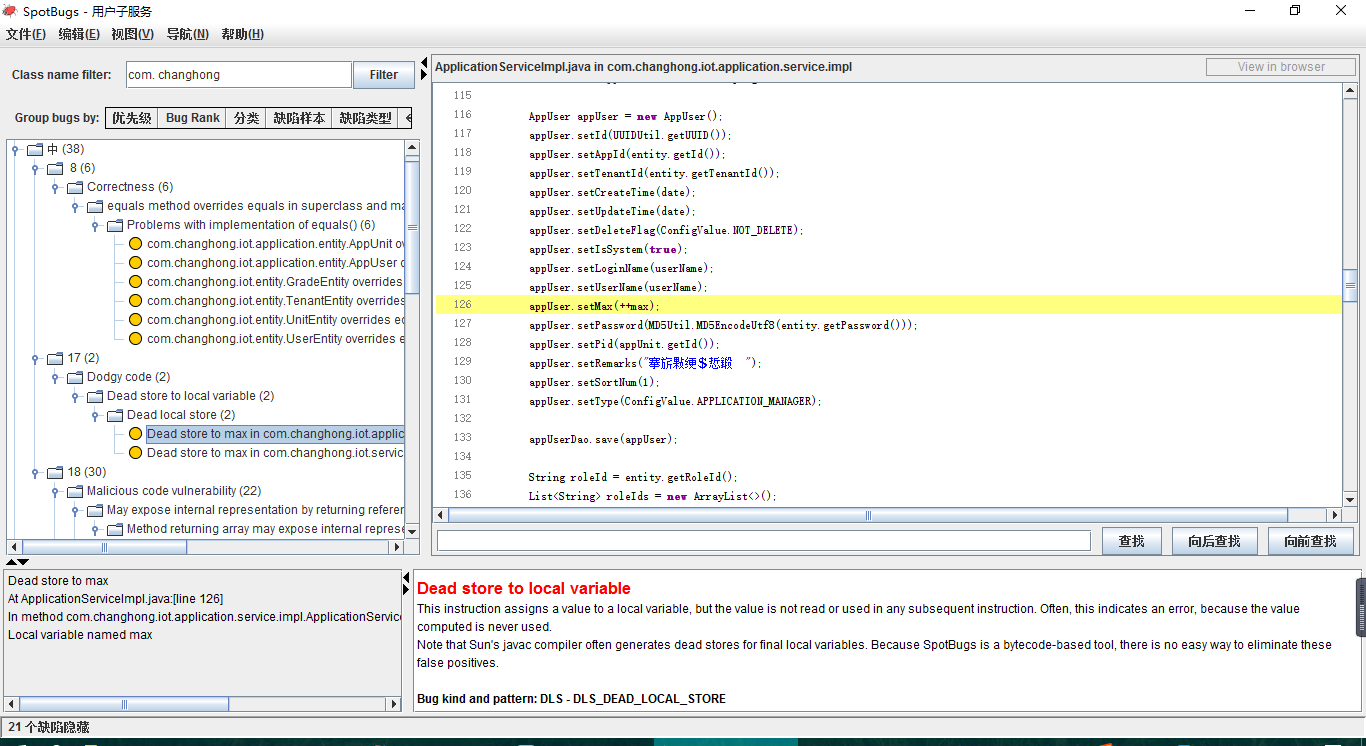 SpotBugs - 用户子服务
文件(F) 编辑(E) 视图(V) 导航(N) 帮助(H)
Class name filter: com. changhong Filter
Group bugs by: 优先级 Bug Rank 分类 缺陷样本 缺陷类型
中 (38)
8 (6)
Correctness (6)
equals method overrides equals in superclass and ma
Problems with implementation of equals() (6)
com.changhong.iot.application.entity.AppUnit ov
com.changhong.iot.application.entity.AppUser o
com.changhong.iot.entity.GradeEntity overrides
com.changhong.iot.entity.TenantEntity overrides
com.changhong.iot.entity.UnitEntity overrides eq
com.changhong.iot.entity.UserEntity overrides e
17 (2)
Dodgy code (2)
Dead store to local variable (2)
Dead local store (2)
Dead store to max in com.changhong.iot.applic
Dead store to max in com.changhong.iot.servic
18 (30)
Malicious code vulnerability (22)
May expose internal representation by returning referen
Method returning array may expose internal represe
ApplicationServiceImpl.java in com.changhong.iot.application.service.impl
View in browser
115
116 AppUser appUser = new AppUser();
117 appUser.setId(UUIDUtil.getUUID());
118 appUser.setAppId(entity.getId());
119 appUser.setTenantId(entity.getTenantId());
120 appUser.setCreateTime(date);
121 appUser.setUpdateTime(date);
122 appUser.setDeleteFlag(ConfigValue.NOT_DELETE);
123 appUser.setIsSystem(true);
124 appUser.setLoginName(userName);
125 appUser.setUserName(userName);
126 appUser.setMax(++max);
127 appUser.setPassword(MD5Util.MD5EncodeUtf8(entity.getPassword()));
128 appUser.setPid(appUnit.getId());
129 appUser.setRemarks("");
130 appUser.setSortNum(1);
131 appUser.setType(ConfigValue.APPLICATION_MANAGER);
132
133 appUserDao.save(appUser);
134
135 String roleId = entity.getRoleId();
136 List<String> roleIds = new ArrayList<>();
查找 向后查找 向前查找
Dead store to max
At ApplicationServiceImpl.java:[line 126]
In method com.changhong.iot.application.service.impl.ApplicationService
Local variable named max
Dead store to local variable
This instruction assigns a value to a local variable, but the value is not read or used in any subsequent instruction. Often, this indicates an error, because the value
computed is never used.
Note that Sun's javac compiler often generates dead stores for final local variables. Because SpotBugs is a bytecode-based tool, there is no easy way to eliminate these
false positives.
Bug kind and pattern: DLS - DLS_DEAD_LOCAL_STORE
21 个缺陷隐藏